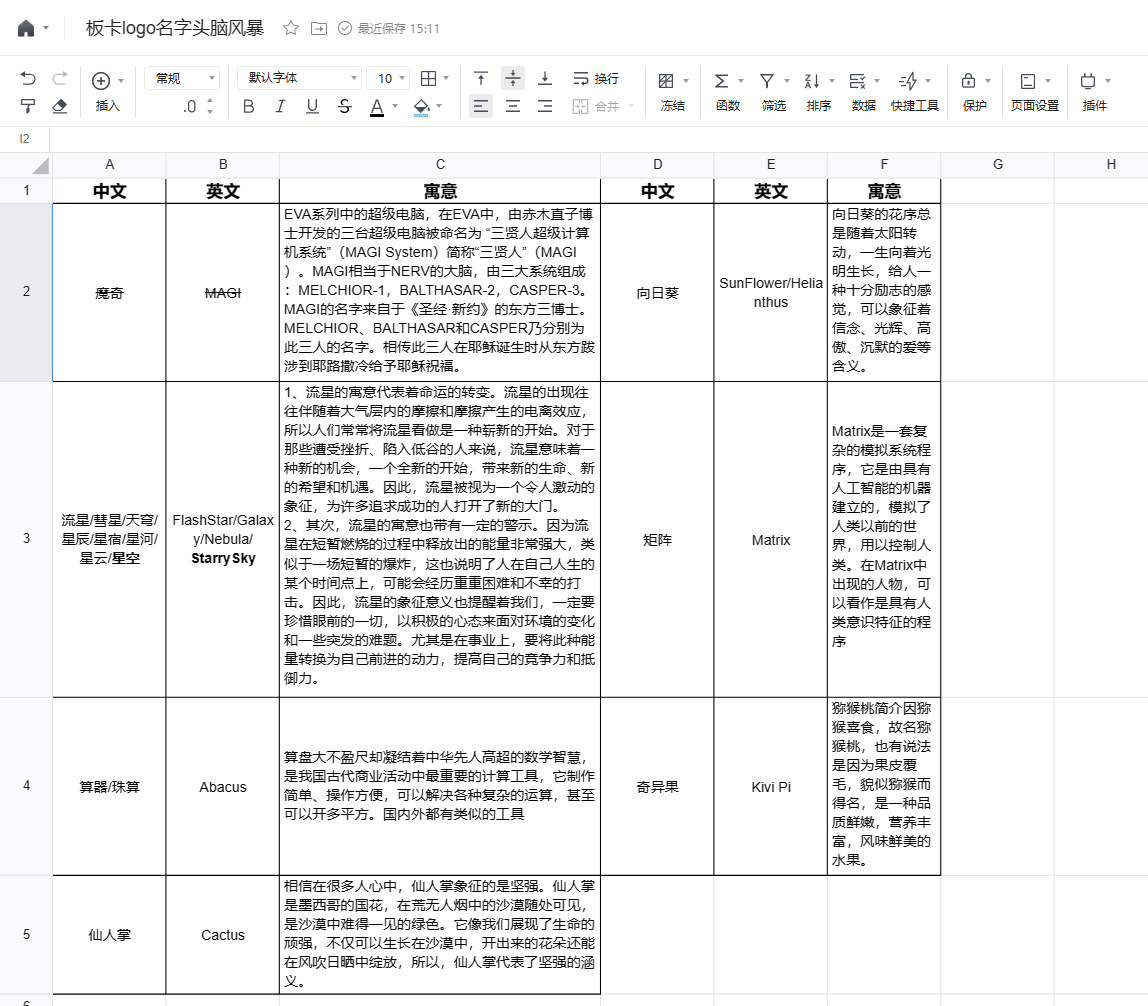 板卡logo名字头脑风暴
最近保存 15:11
常规
默认字体
10
换行
插入
.0
B I U S A
合并
冻结
函数
筛选
排序
数据
快捷工具
保护
页面设置
插件
I2
A B C D E F G H
1
中文
英文
寓意
中文
英文
寓意
2
魔奇
MAGI
EVA系列中的超级电脑，在EVA中，由赤木直子博
士开发的三台超级电脑被命名为 “三贤人超级计算
机系统”（MAGI System）简称“三贤人”（MAGI
）。MAGI相当于NERV的大脑，由三大系统组成
：MELCHIOR-1，BALTHASAR-2，CASPER-3。
MAGI的名字来自于《圣经·新约》的东方三博士。
MELCHIOR、BALTHASAR和CASPER乃分别为
此三人的名字。相传此三人在耶稣诞生时从东方跋
涉到耶路撒冷给予耶稣祝福。
向日葵
SunFlower/Helia
nthus
向日葵的花序总
是随着太阳转
动，一生向着光
明生长，给人一
种十分励志的感
觉，可以象征着
信念、光辉、高
傲、沉默的爱等
含义。
3
流星/彗星/天穹/
星辰/星宿/星河/
星云/星空
FlashStar/Galax
y/Nebula/
StarrySky
1、流星的寓意代表着命运的转变。流星的出现往
往伴随着大气层内的摩擦和摩擦产生的电离效应，
所以人们常常将流星看做是一种崭新的开始。对于
那些遭受挫折、陷入低谷的人来说，流星意味着一
种新的机会，一个全新的开始，带来新的生命、新
的希望和机遇。因此，流星被视为一个令人激动的
象征，为许多追求成功的人打开了新的大门。
2、其次，流星的寓意也带有一定的警示。因为流
星在短暂燃烧的过程中释放出的能量非常强大，类
似于一场短暂的爆炸，这也说明了人在自己人生的
某个时间点上，可能会经历重重困难和不幸的打
击。因此，流星的象征意义也提醒着我们，一定要
珍惜眼前的一切，以积极的心态来面对环境的变化
和一些突发的难题。尤其是在事业上，要将此种能
量转换为自己前进的动力，提高自己的竞争力和抵
御力。
矩阵
Matrix
Matrix是一套复
杂的模拟系统程
序，它是由具有
人工智能的机器
建立的，模拟了
人类以前的世
界，用以控制人
类。在Matrix中
出现的人物，可
以看作是具有人
类意识特征的程
序
4
算器/珠算
Abacus
算盘大不盈尺却凝结着中华先人高超的数学智慧，
是我国古代商业活动中最重要的计算工具，它制作
简单、操作方便，可以解决各种复杂的运算，甚至
可以开多平方。国内外都有类似的工具
奇异果
Kivi Pi
猕猴桃简介因猕
猴喜食，故名猕
猴桃，也有说法
是因为果皮覆
毛，貌似猕猴而
得名，是一种品
质鲜嫩，营养丰
富，风味鲜美的
水果。
5
仙人掌
Cactus
相信在很多人心中，仙人掌象征的是坚强。仙人掌
是墨西哥的国花，在荒无人烟中的沙漠随处可见，
是沙漠中难得一见的绿色。它像我们展现了生命的
顽强，不仅可以生长在沙漠中，开出来的花朵还能
在风吹日晒中绽放，所以，仙人掌代表了坚强的涵
义。